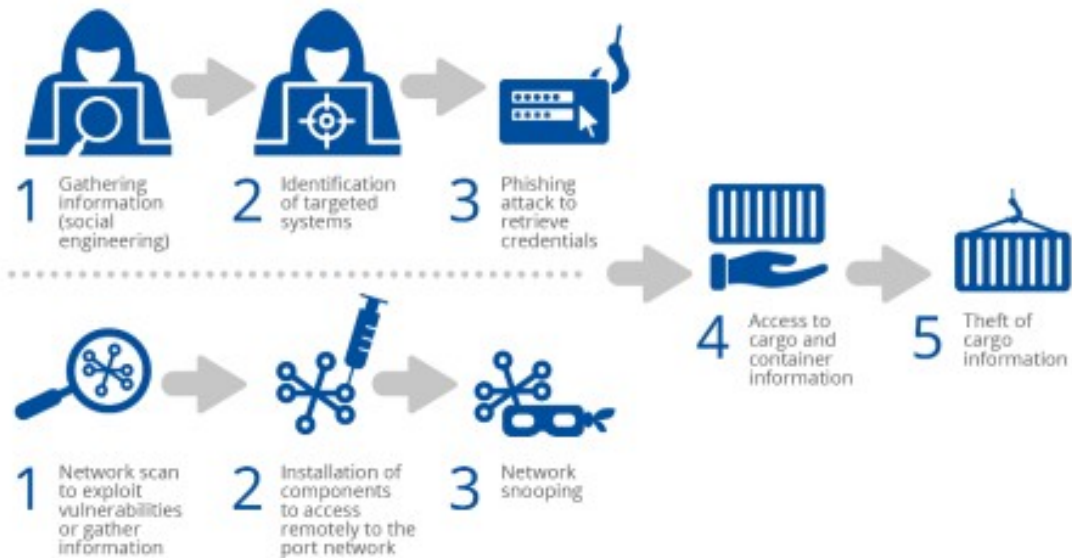 1
Gathering
information
(social
engineering)
2
Identification
of targeted
systems
3
Phishing
attack to
retrieve
credentials
1
Network scan
to exploit
vulnerabilities
or gather
information
2
Installation of
components
to access
remotely to the
port network
3
Network
snooping
4
Access to
cargo and
container
information
5
Theft of
cargo
information